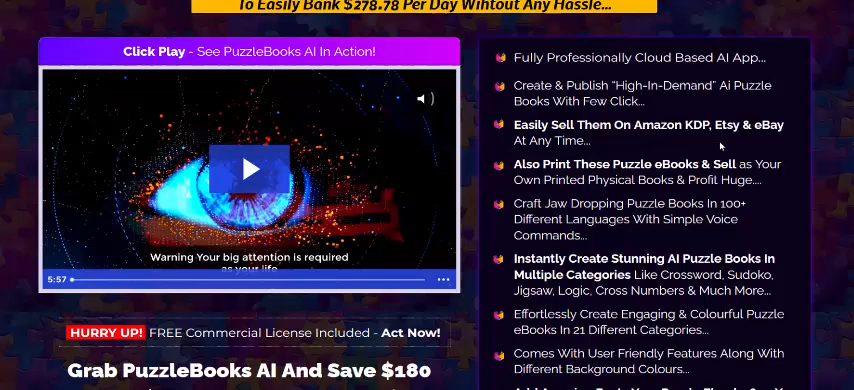 To Easily Bank $278.78 Per Day Wihtout Any Hassle...
Click Play - See PuzzleBooks AI In Action!
Warning Your big attention is required
as your life
5:57
HURRY UP! FREE Commercial License Included - Act Now!
Grab PuzzleBooks AI And Save $180
Fully Professionally Cloud Based AI App...
Create & Publish “High-In-Demand” Ai Puzzle
Books With Few Click...
Easily Sell Them On Amazon KDP, Etsy & eBay
At Any Time...
Also Print These Puzzle eBooks & Sell as Your
Own Printed Physical Books & Profit Huge....
Craft Jaw Dropping Puzzle Books In 100+
Different Languages With Simple Voice
Commands...
Instantly Create Stunning AI Puzzle Books In
Multiple Categories Like Crossword, Sudoko,
Jigsaw, Logic, Cross Numbers & Much More...
Effortlessly Create Engaging & Colourful Puzzle
eBooks In 21 Different Categories...
Comes With User Friendly Features Along With
Different Background Colours...